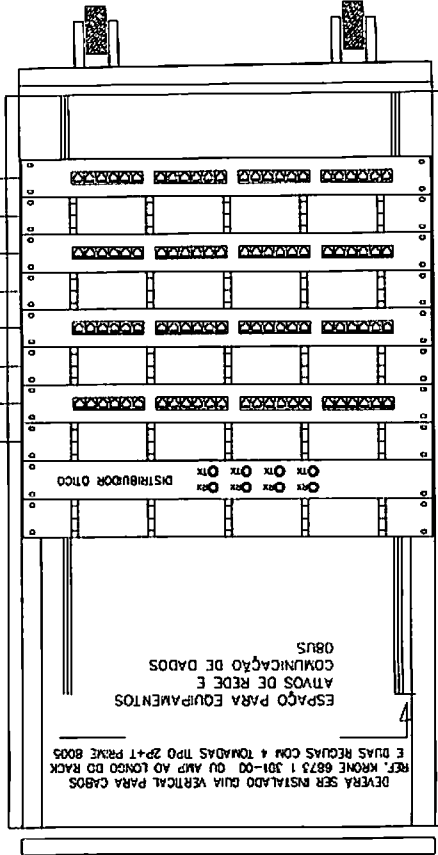 DEVERÁ SER INSTALADO GUIA VERTICAL PARA CABOS
REF. KRONE 6873 1 301-00 OU AMP AO LONGO DO RACK
E DUAS REGUAS COM 4 TOMADAS TIPO 2P+T PRIME 8005
ESPAÇO PARA EQUIPAMENTOS
ATIVOS DE REDE E
COMUNICAÇÃO DE DADOS
08US
RX RX RX RX
TX TX TX TX
DISTRIBUIDOR OTICO